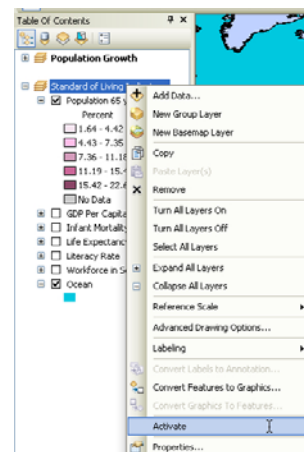 Table Of Contents
Population Growth
Standard of Living
Population 65
Percent
1.64 - 4.42
4.43 - 7.35
7.36 - 11.18
11.19 - 15.
15.42 - 22.
No Data
GDP Per Capita
Infant Mortality
Life Expectancy
Literacy Rate
Workforce in
Ocean
Add Data...
New Group Layer
New Basemap Layer
Copy
Paste Layer(s)
Remove
Turn All Layers On
Turn All Layers Off
Select All Layers
Expand All Layers
Collapse All Layers
Reference Scale
Advanced Drawing Options...
Labeling
Convert Labels to Annotation...
Convert Features to Graphics...
Convert Graphics To Features...
Activate
Properties...